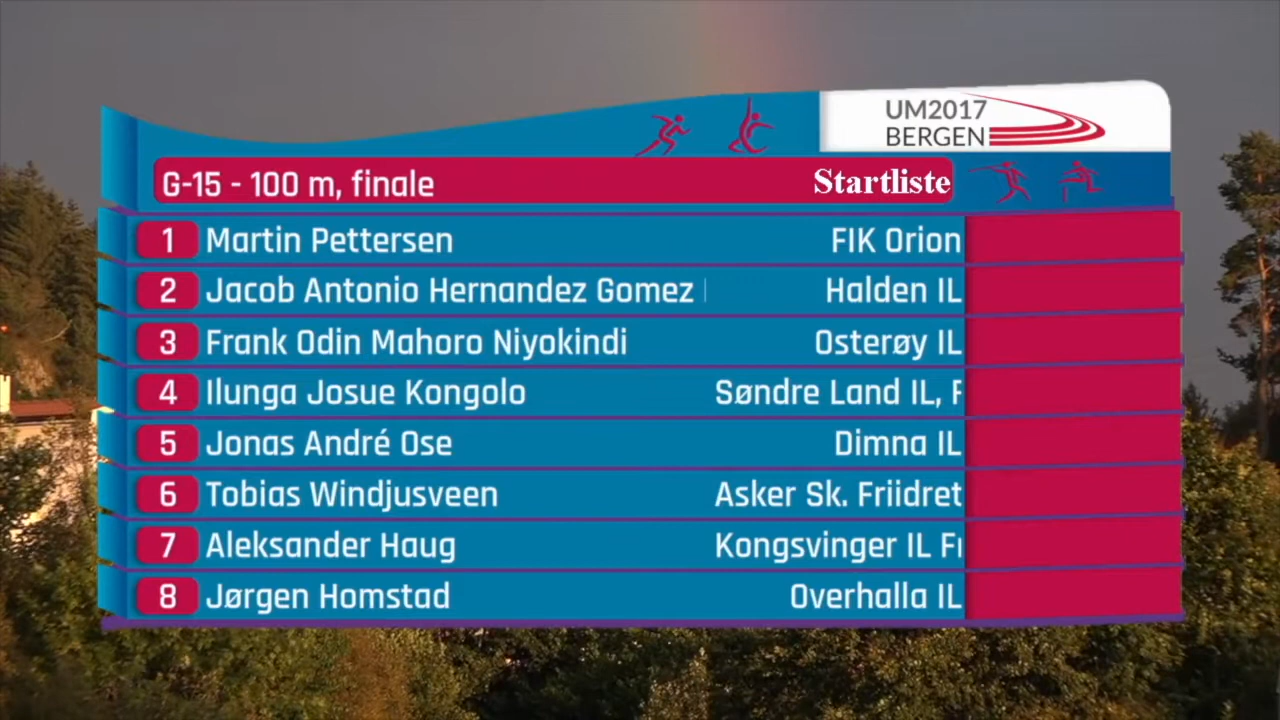 UM2017
BERGEN
G-15 - 100 m, finale Startliste
1 Martin Pettersen FIK Orion
2 Jacob Antonio Hernandez Gomez Halden IL
3 Frank Odin Mahoro Niyokindi Osterøy IL
4 Ilunga Josue Kongolo Søndre Land IL,
5 Jonas André Ose Dimna IL
6 Tobias Windjusveen Asker Sk. Friidret
7 Aleksander Haug Kongsvinger IL
8 Jørgen Homstad Overhalla IL